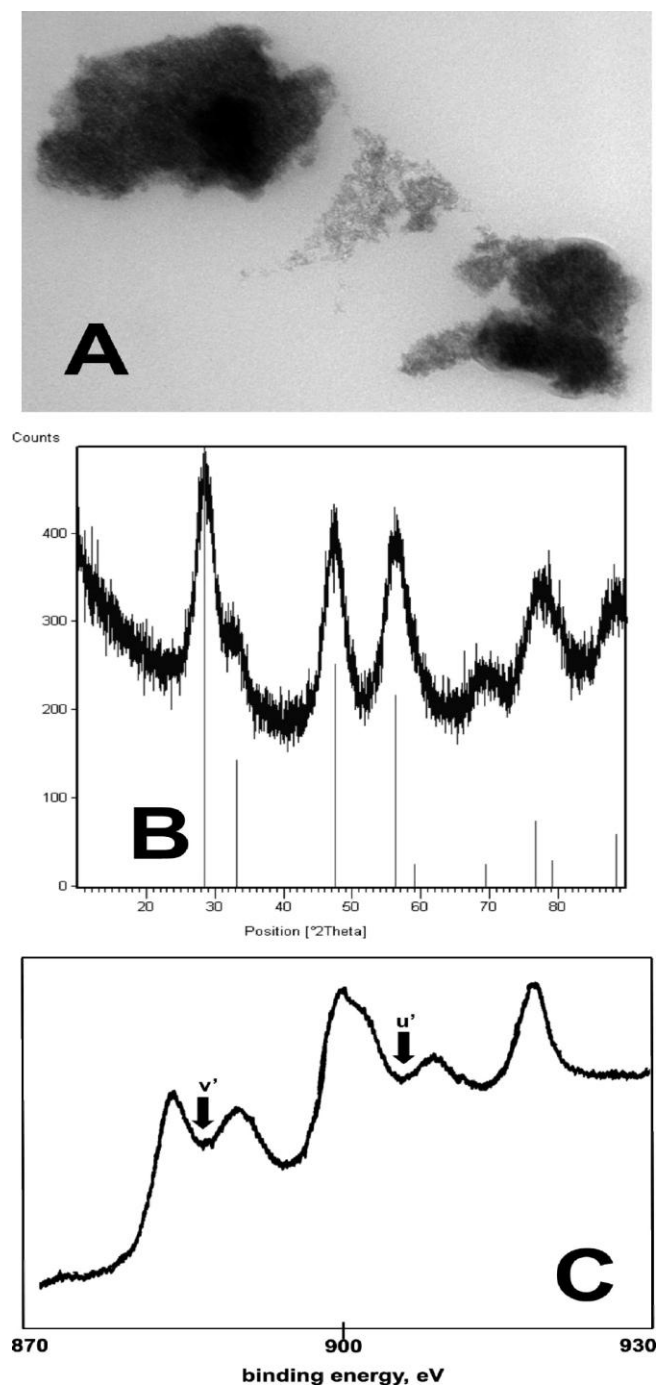 A
Counts
400
300
200
100
0
B
20 30 40 50 60 70 80
Position [°2Theta]
v'
u'
C
870 900 930
binding energy, eV